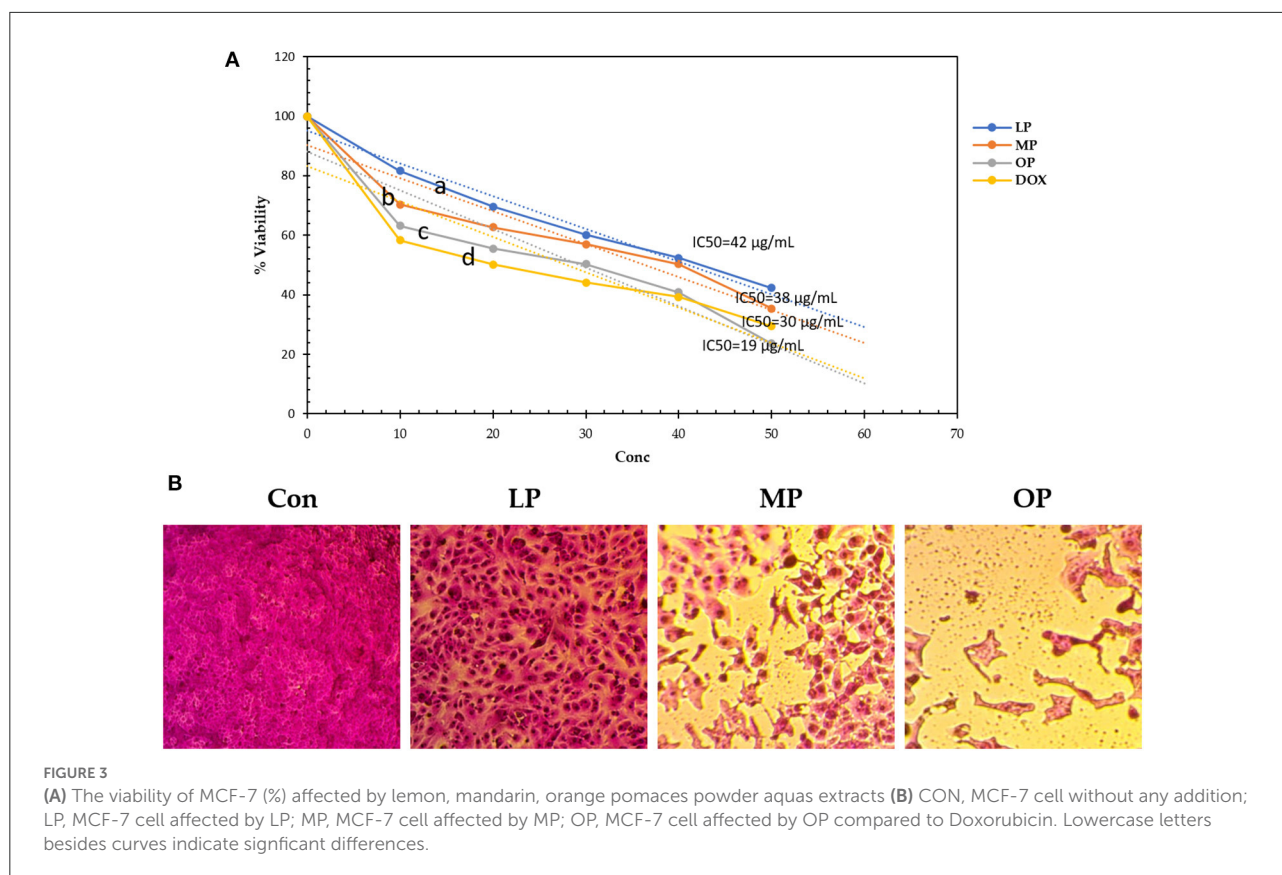 A
120
100
80
60
40
20
0
% Viability
a
b
c
d
IC50=42 µg/mL
IC50=38 µg/mL
IC50=30 µg/mL
IC50=19 µg/mL
LP
MP
OP
DOX
0 10 20 30 40 50 60 70
Conc
B
Con LP MP OP
FIGURE 3
(A) The viability of MCF-7 (%) affected by lemon, mandarin, orange pomaces powder aquas extracts (B) CON, MCF-7 cell without any addition;
LP, MCF-7 cell affected by LP; MP, MCF-7 cell affected by MP; OP, MCF-7 cell affected by OP compared to Doxorubicin. Lowercase letters
besides curves indicate signficant differences.